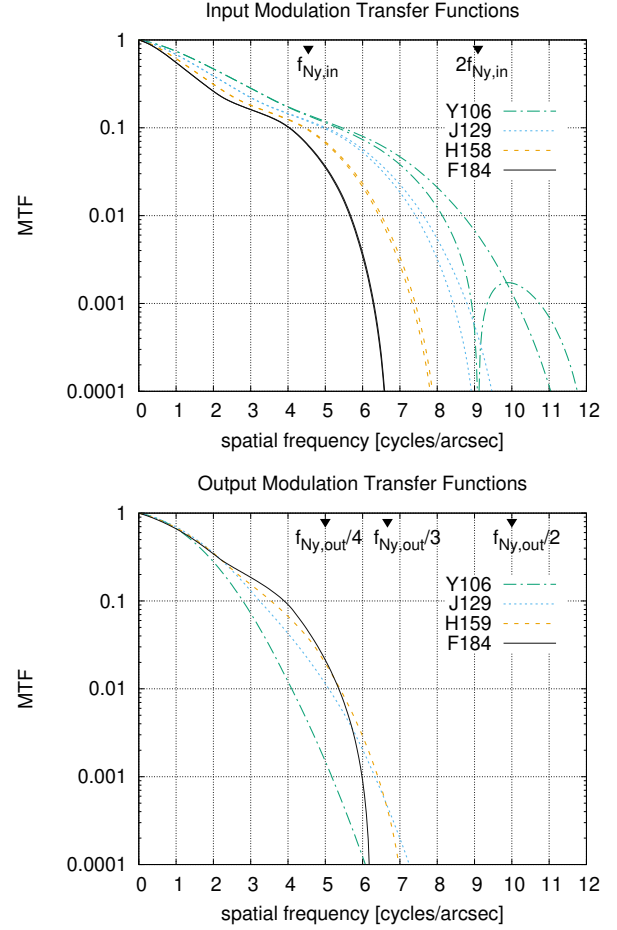 Input Modulation Transfer Functions
1
0.1
0.01
0.001
0.0001
MTF
f_Ny,in
2f_Ny,in
Y106
J129
H158
F184
0 1 2 3 4 5 6 7 8 9 10 11 12
spatial frequency [cycles/arcsec]
Output Modulation Transfer Functions
1
0.1
0.01
0.001
0.0001
MTF
f_Ny,out/4
f_Ny,out/3
f_Ny,out/2
Y106
J129
H159
F184
0 1 2 3 4 5 6 7 8 9 10 11 12
spatial frequency [cycles/arcsec]